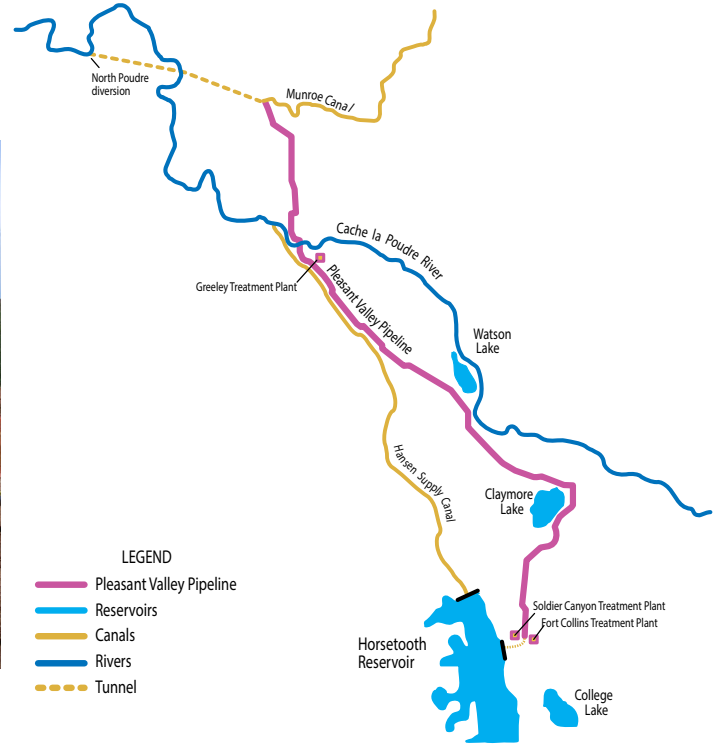 North Poudre
diversion
Munroe Canal
Cache la Poudre River
Greeley Treatment Plant
Pleasant Valley Pipeline
Watson
Lake
Hansen Supply Canal
Claymore
Lake
LEGEND
Pleasant Valley Pipeline
Reservoirs
Canals
Rivers
Tunnel
Soldier Canyon Treatment Plant
Fort Collins Treatment Plant
Horsetooth
Reservoir
College
Lake